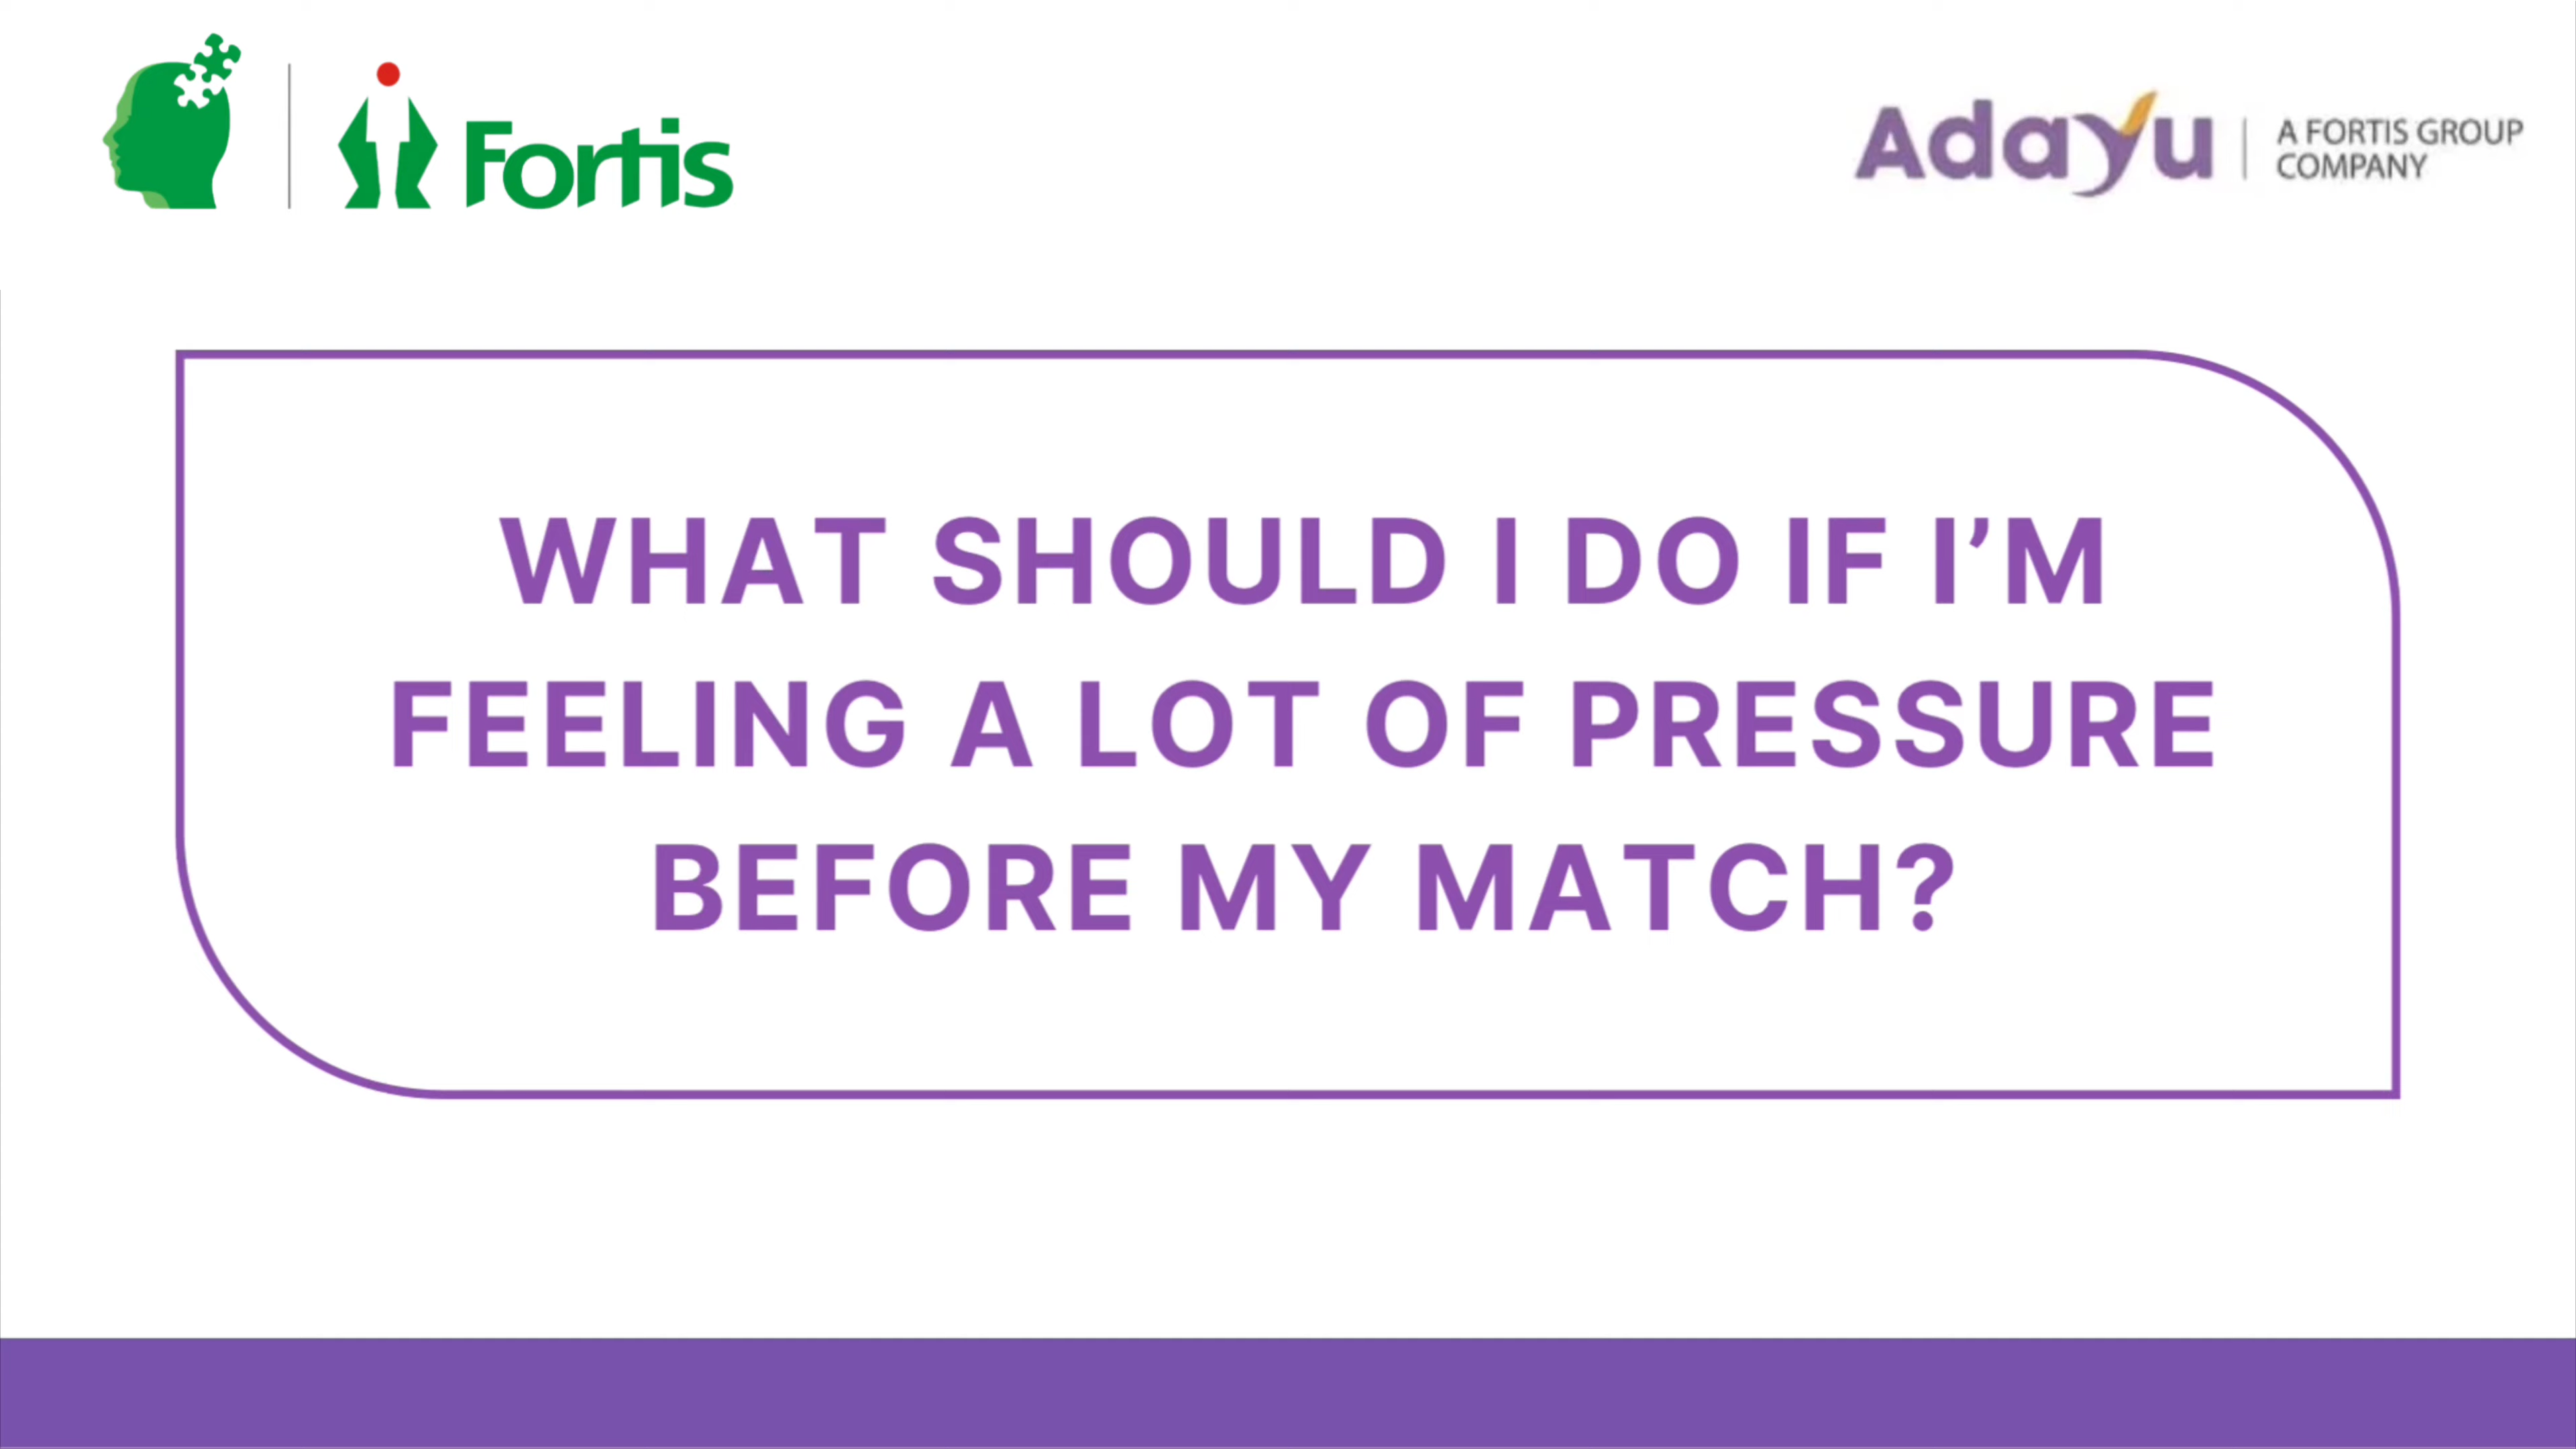 Fortis
Adayu
A FORTIS GROUP
COMPANY
WHAT SHOULD I DO IF I’M
FEELING A LOT OF PRESSURE
BEFORE MY MATCH?